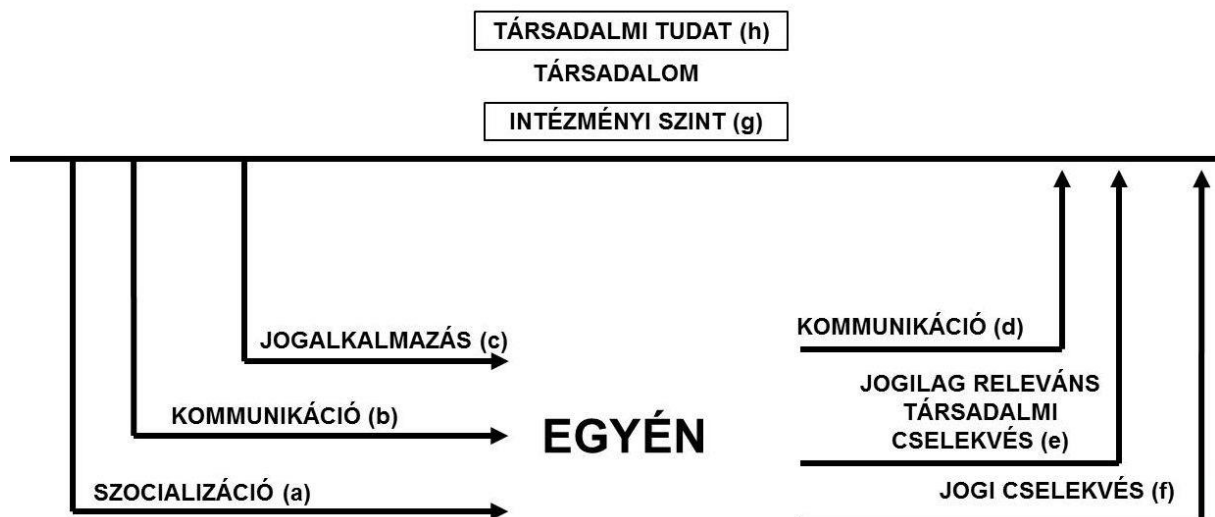 TÁRSADALMI TUDAT (h)
TÁRSADALOM
INTÉZMÉNYI SZINT (g)
JOGALKALMAZÁS (c)
KOMMUNIKÁCIÓ (b)
SZOCIALIZÁCIÓ (a)
EGYÉN
KOMMUNIKÁCIÓ (d)
JOGILAG RELEVÁNS
TÁRSADALMI
CSELEKVÉS (e)
JOGI CSELEKVÉS (f)